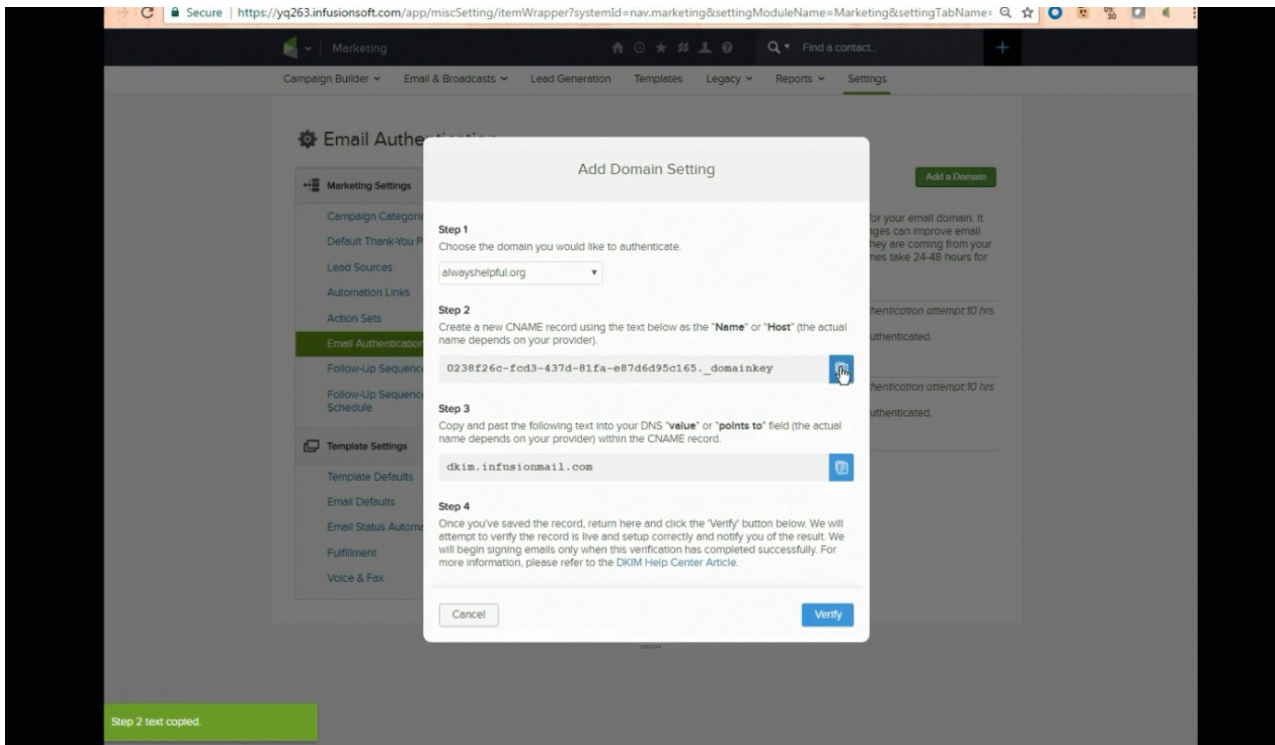 Secure https://yq263.infusionsoft.com/app/miscSetting/itemWrapper?systemId=nav.marketing&settingModuleName=Marketing&settingTabName=
Marketing
Find a contact...
Campaign Builder Email & Broadcasts Lead Generation Templates Legacy Reports Settings
Email Authe
Add a Domain
Marketing Settings
Campaign Categorie
Default Thank-You P
Lead Sources
Automation Links
Action Sets
Email Authentication
Follow-Up Sequenc
Follow-Up Sequenc
Schedule
Template Settings
Template Defaults
Email Defaults
Email Status Automa
Fulfillment
Voice & Fax
Add Domain Setting
Step 1
Choose the domain you would like to authenticate.
alwayshelpful.org
Step 2
Create a new CNAME record using the text below as the "Name" or "Host" (the actual
name depends on your provider).
0238f26c-fcd3-437d-81fa-e87d6d95c165._domainkey
Step 3
Copy and past the following text into your DNS "value" or "points to" field (the actual
name depends on your provider) within the CNAME record.
dkim.infusionmail.com
Step 4
Once you've saved the record, return here and click the 'Verify' button below. We will
attempt to verify the record is live and setup correctly and notify you of the result. We
will begin signing emails only when this verification has completed successfully. For
more information, please refer to the DKIM Help Center Article.
Cancel Verify
for your email domain. It
nges can improve email
hey are coming from your
mes take 24-48 hours for
hentication attempt:10 hrs
uthenticated.
hentication attempt:10 hrs
uthenticated.
Step 2 text copied.